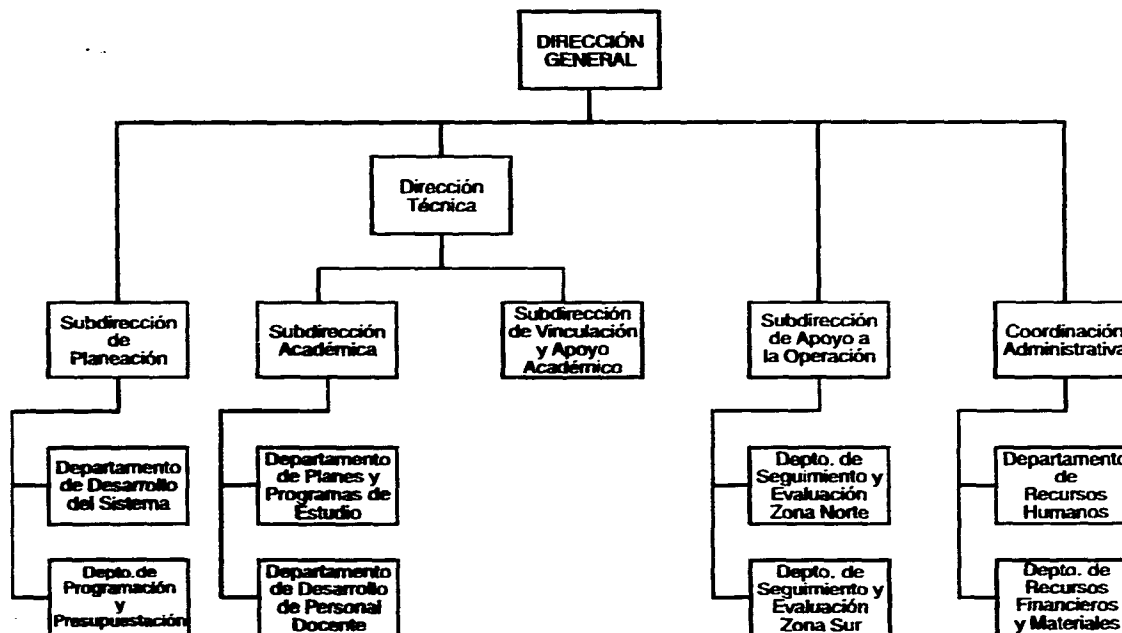 DIRECCIÓN
GENERAL
Dirección
Técnica
Subdirección
de
Planeación
Subdirección
Académica
Subdirección
de Vinculación
y Apoyo
Académico
Subdirección
de Apoyo a
la Operación
Coordinación
Administrativa
Departamento
de Desarrollo
del Sistema
Departamento
de Planes y
Programas de
Estudio
Depto. de
Seguimiento y
Evaluación
Zona Norte
Departamento
de
Recursos
Humanos
Depto. de
Programación
y
Presupuestación
Departamento
de Desarrollo
de Personal
Docente
Depto. de
Seguimiento y
Evaluación
Zona Sur
Depto. de
Recursos
Financieros
y Materiales